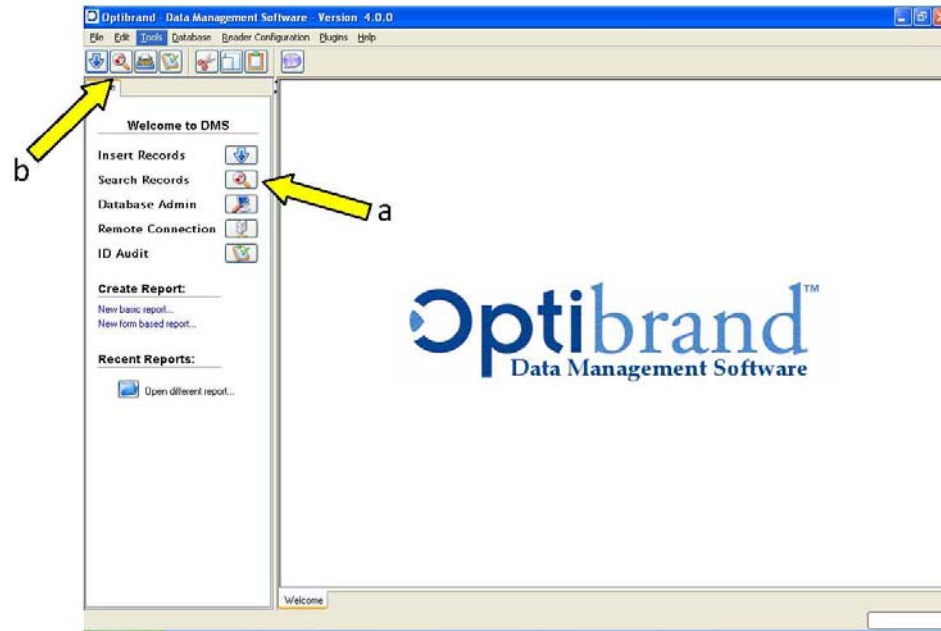 Optibrand - Data Management Software - Version 4.0.0
File Edit Tools Database Reader Configuration Plugins Help
b
Welcome to DMS
Insert Records
Search Records
a
Database Admin
Remote Connection
ID Audit
Create Report:
New basic report...
New form based report...
Recent Reports:
Open different report...
Optibrand™
Data Management Software
Welcome